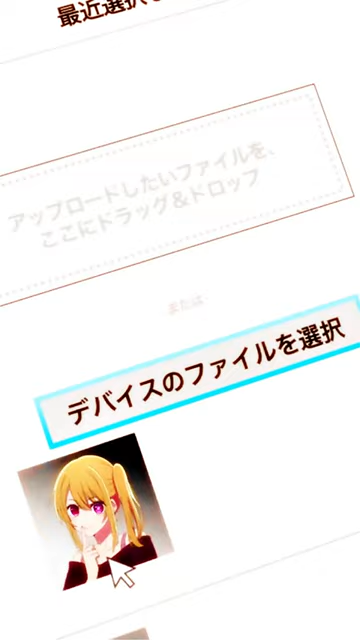 最近選択
アップロードしたいファイルを、
ここにドラッグ&ドロップ
または
デバイスのファイルを選択